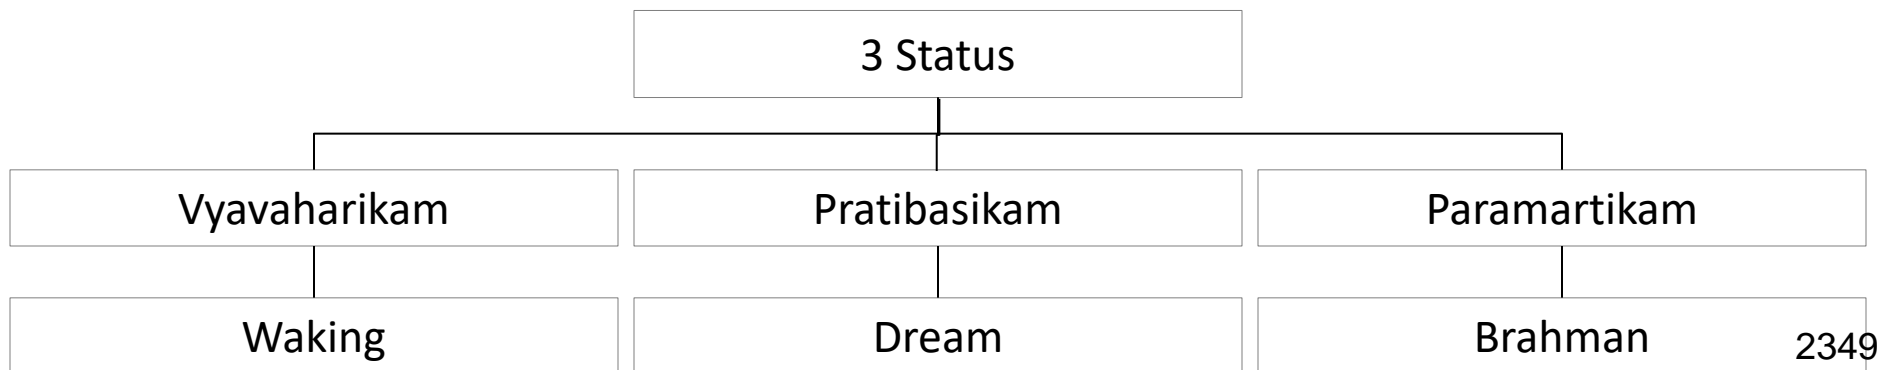 3 Status
Vyavaharikam Pratibasikam Paramartikam
Waking Dream Brahman 2349